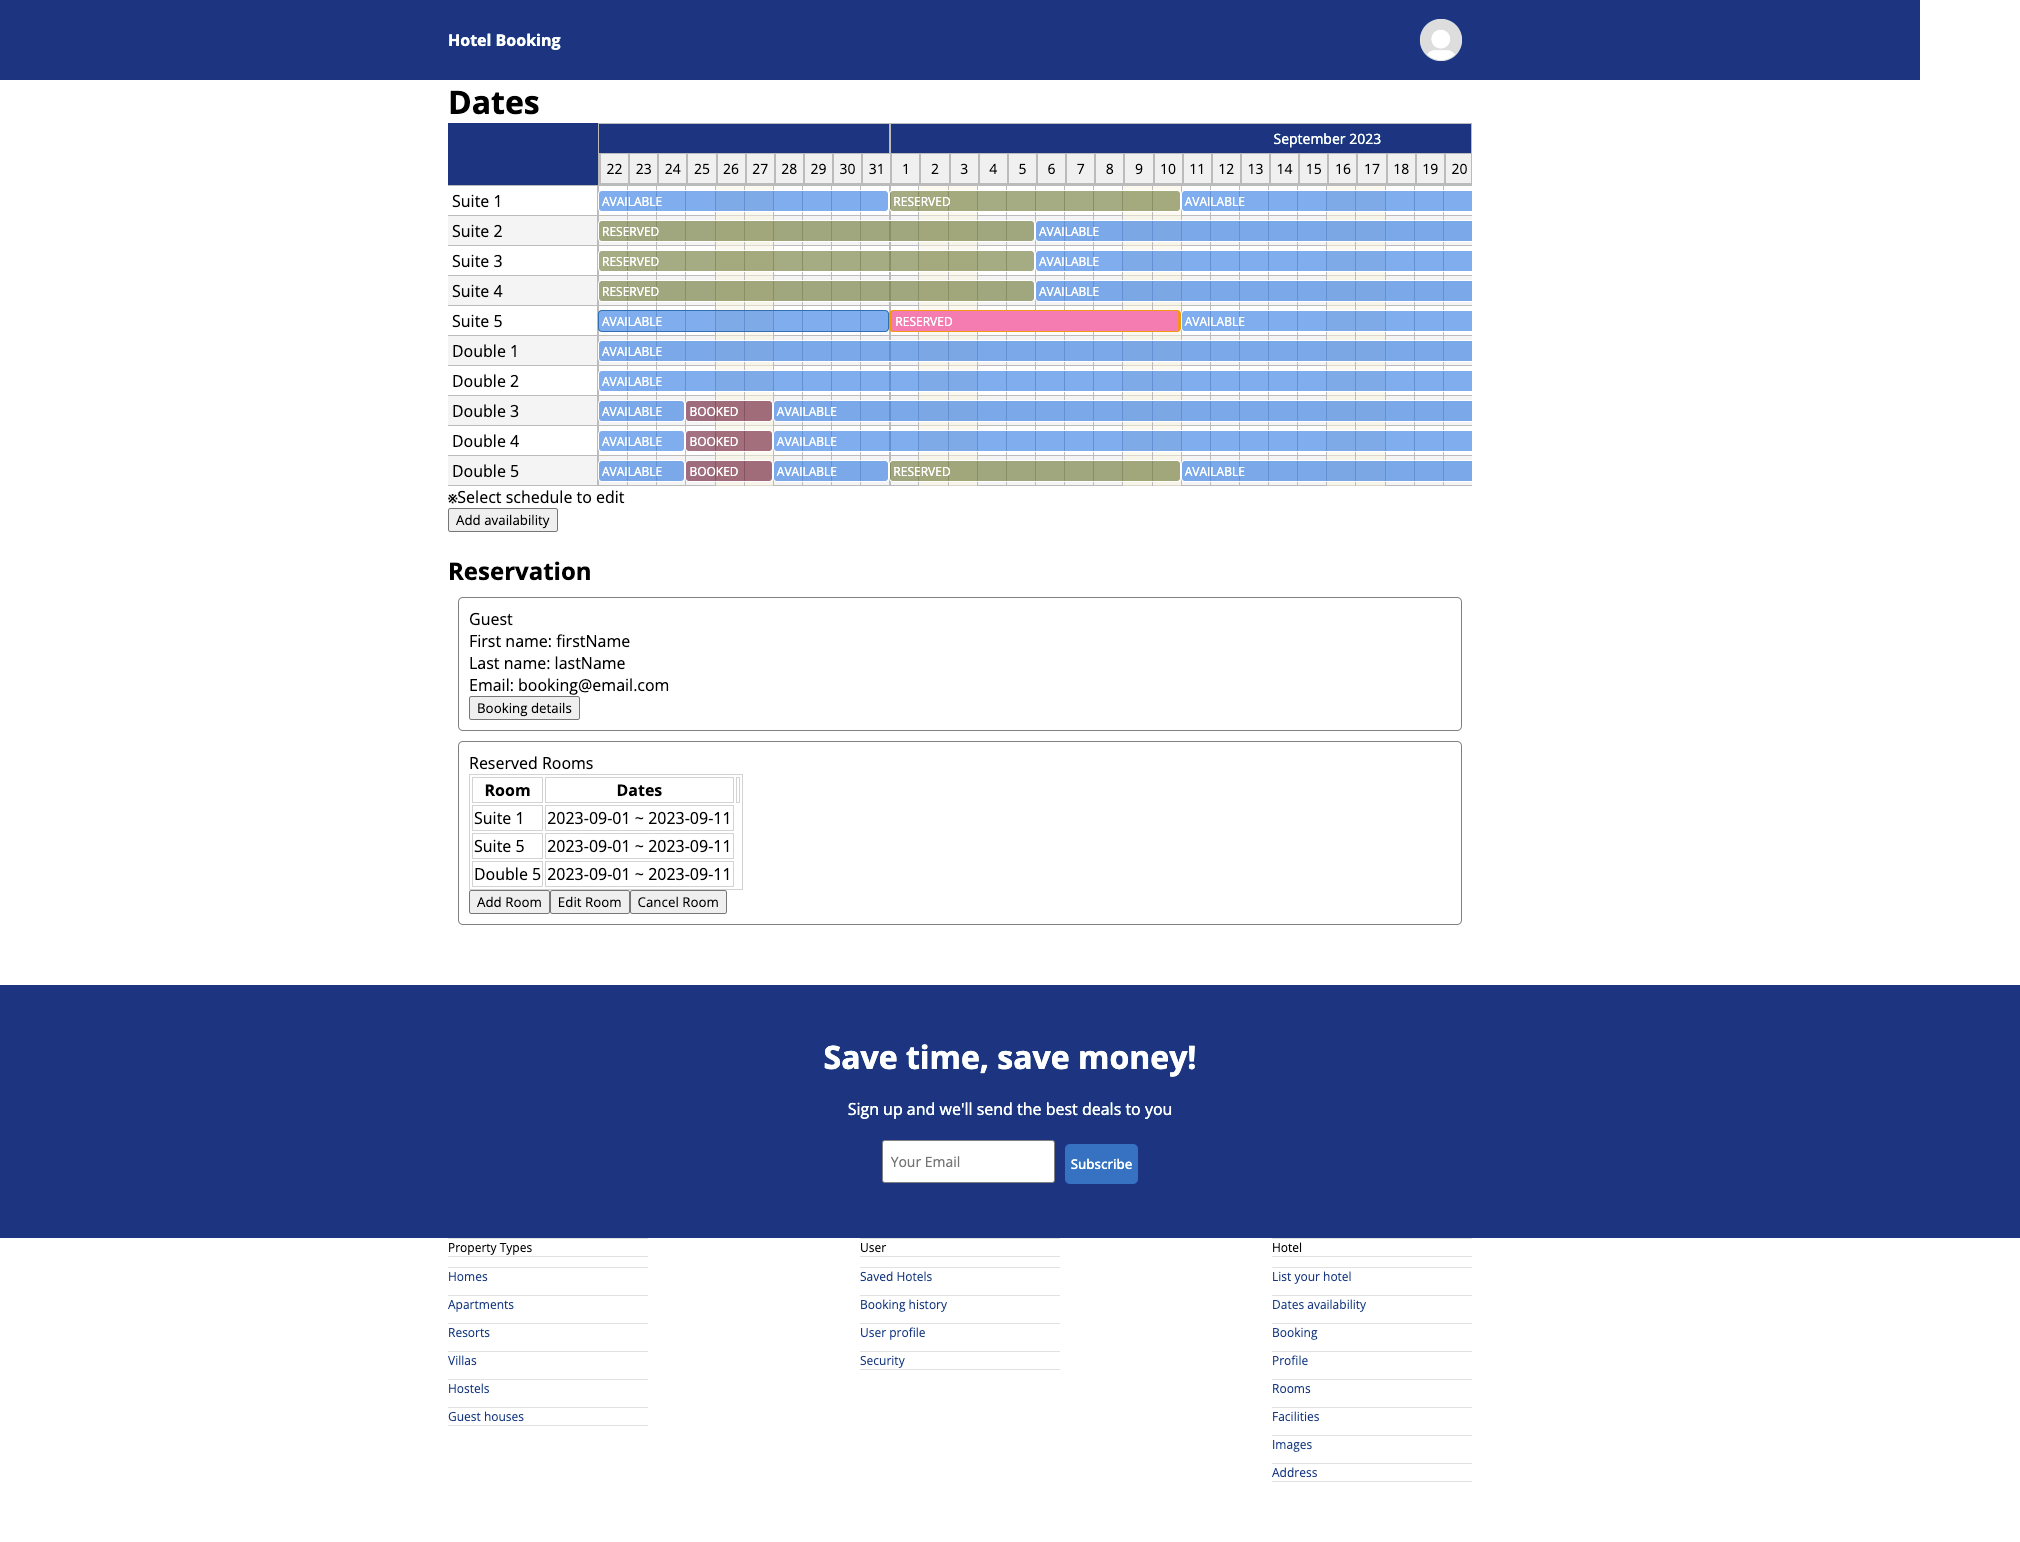 Hotel Booking
Dates
September 2023
22 23 24 25 26 27 28 29 30 31 1 2 3 4 5 6 7 8 9 10 11 12 13 14 15 16 17 18 19 20
Suite 1 AVAILABLE RESERVED AVAILABLE
Suite 2 RESERVED AVAILABLE
Suite 3 RESERVED AVAILABLE
Suite 4 RESERVED AVAILABLE
Suite 5 AVAILABLE RESERVED AVAILABLE
Double 1 AVAILABLE
Double 2 AVAILABLE
Double 3 AVAILABLE BOOKED AVAILABLE
Double 4 AVAILABLE BOOKED AVAILABLE
Double 5 AVAILABLE BOOKED AVAILABLE RESERVED AVAILABLE
※Select schedule to edit
Add availability
Reservation
Guest
First name: firstName
Last name: lastName
Email: booking@email.com
Booking details
Reserved Rooms
Room Dates
Suite 1 2023-09-01 ~ 2023-09-11
Suite 5 2023-09-01 ~ 2023-09-11
Double 5 2023-09-01 ~ 2023-09-11
Add Room Edit Room Cancel Room
Save time, save money!
Sign up and we'll send the best deals to you
Your Email Subscribe
Property Types
Homes
Apartments
Resorts
Villas
Hostels
Guest houses
User
Saved Hotels
Booking history
User profile
Security
Hotel
List your hotel
Dates availability
Booking
Profile
Rooms
Facilities
Images
Address